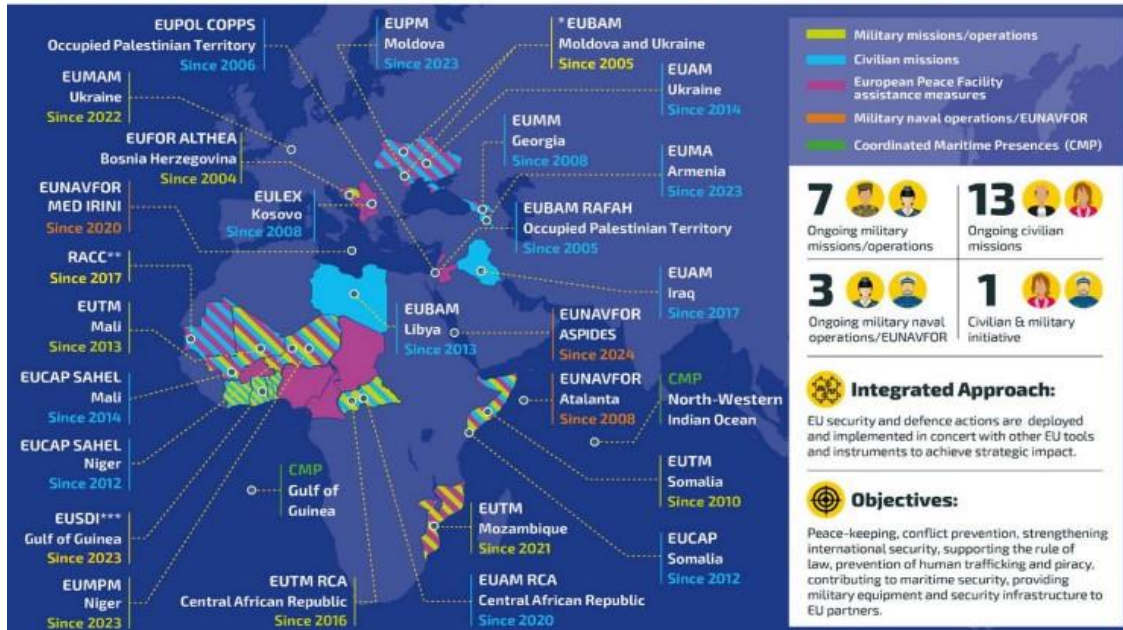 EUPOL COPPS
Occupied Palestinian Territory
Since 2006
EUPM
Moldova
Since 2023
*EUBAM
Moldova and Ukraine
Since 2005
EUMAM
Ukraine
Since 2022
EUAM
Ukraine
Since 2014
EUFOR ALTHEA
Bosnia Herzegovina
Since 2004
EUMM
Georgia
Since 2008
EUMA
Armenia
Since 2023
EUNAVFOR
MED IRINI
Since 2020
EULEX
Kosovo
Since 2008
EUBAM RAFAH
Occupied Palestinian Territory
Since 2005
RACC**
Since 2017
EUAM
Iraq
Since 2017
EUTM
Mali
Since 2013
EUBAM
Libya
Since 2013
EUNAVFOR
ASPIDES
Since 2024
EUCAP SAHEL
Mali
Since 2014
EUNAVFOR
Atalanta
Since 2008
CMP
North-Western
Indian Ocean
EUCAP SAHEL
Niger
Since 2012
CMP
Gulf of
Guinea
EUTM
Somalia
Since 2010
EUSDI***
Gulf of Guinea
Since 2023
EUTM
Mozambique
Since 2021
EUCAP
Somalia
Since 2012
EUMPM
Niger
Since 2023
EUTM RCA
Central African Republic
Since 2016
EUAM RCA
Central African Republic
Since 2020
Military missions/operations
Civilian missions
European Peace Facility
assistance measures
Military naval operations/EUNAVFOR
Coordinated Maritime Presences (CMP)
7
Ongoing military
missions/operations
13
Ongoing civilian
missions
3
Ongoing military naval
operations/EUNAVFOR
1
Civilian & military
initiative
Integrated Approach:
EU security and defence actions are deployed
and implemented in concert with other EU tools
and instruments to achieve strategic impact.
Objectives:
Peace-keeping, conflict prevention, strengthening
international security, supporting the rule of
law, prevention of human trafficking and piracy,
contributing to maritime security, providing
military equipment and security infrastructure to
EU partners.